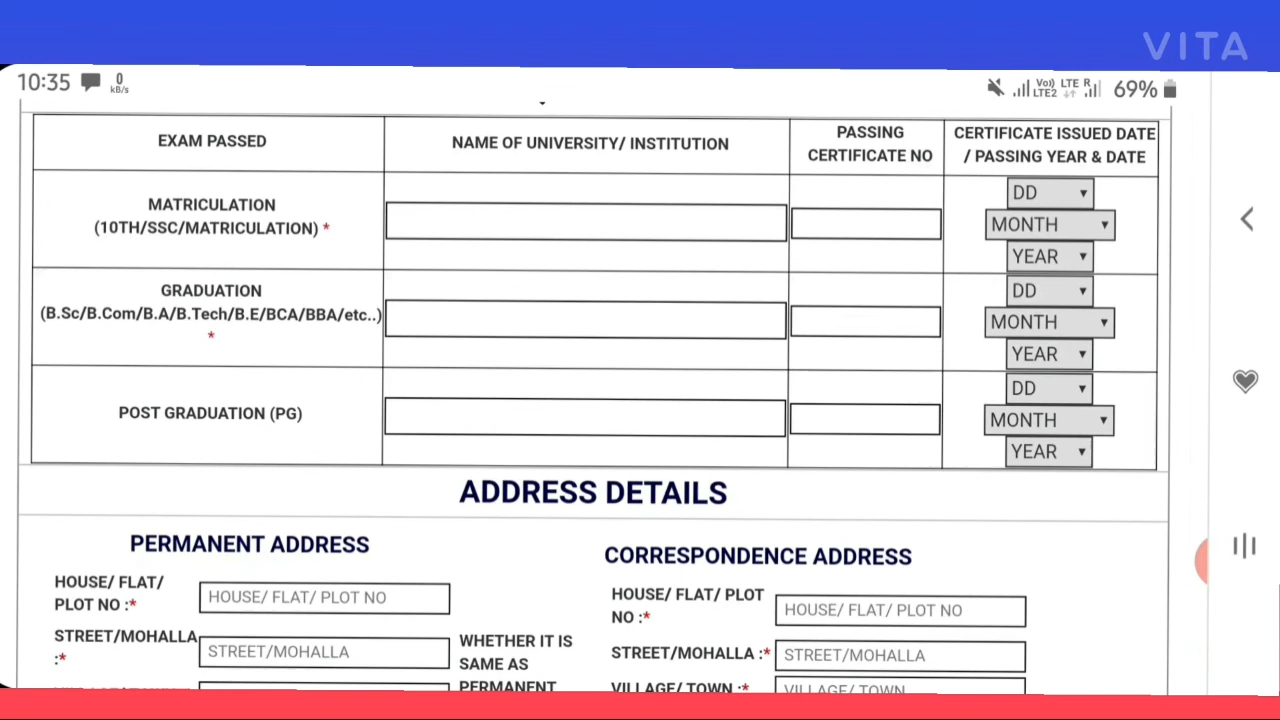 VITA
10:35 0 kB/s Vo) LTE R LTE2 69%
EXAM PASSED
NAME OF UNIVERSITY/ INSTITUTION
PASSING
CERTIFICATE NO
CERTIFICATE ISSUED DATE
/ PASSING YEAR & DATE
MATRICULATION
(10TH/SSC/MATRICULATION) *
DD
MONTH
YEAR
GRADUATION
(B.Sc/B.Com/B.A/B.Tech/B.E/BCA/BBA/etc..)
*
DD
MONTH
YEAR
POST GRADUATION (PG)
DD
MONTH
YEAR
ADDRESS DETAILS
PERMANENT ADDRESS
HOUSE/ FLAT/
PLOT NO :*
HOUSE/ FLAT/ PLOT NO
STREET/MOHALLA
:*
STREET/MOHALLA
WHETHER IT IS
SAME AS
PERMANENT
CORRESPONDENCE ADDRESS
HOUSE/ FLAT/ PLOT
NO :*
HOUSE/ FLAT/ PLOT NO
STREET/MOHALLA :*
STREET/MOHALLA
VILLAGE/ TOWN :*
VILLAGE/ TOWN